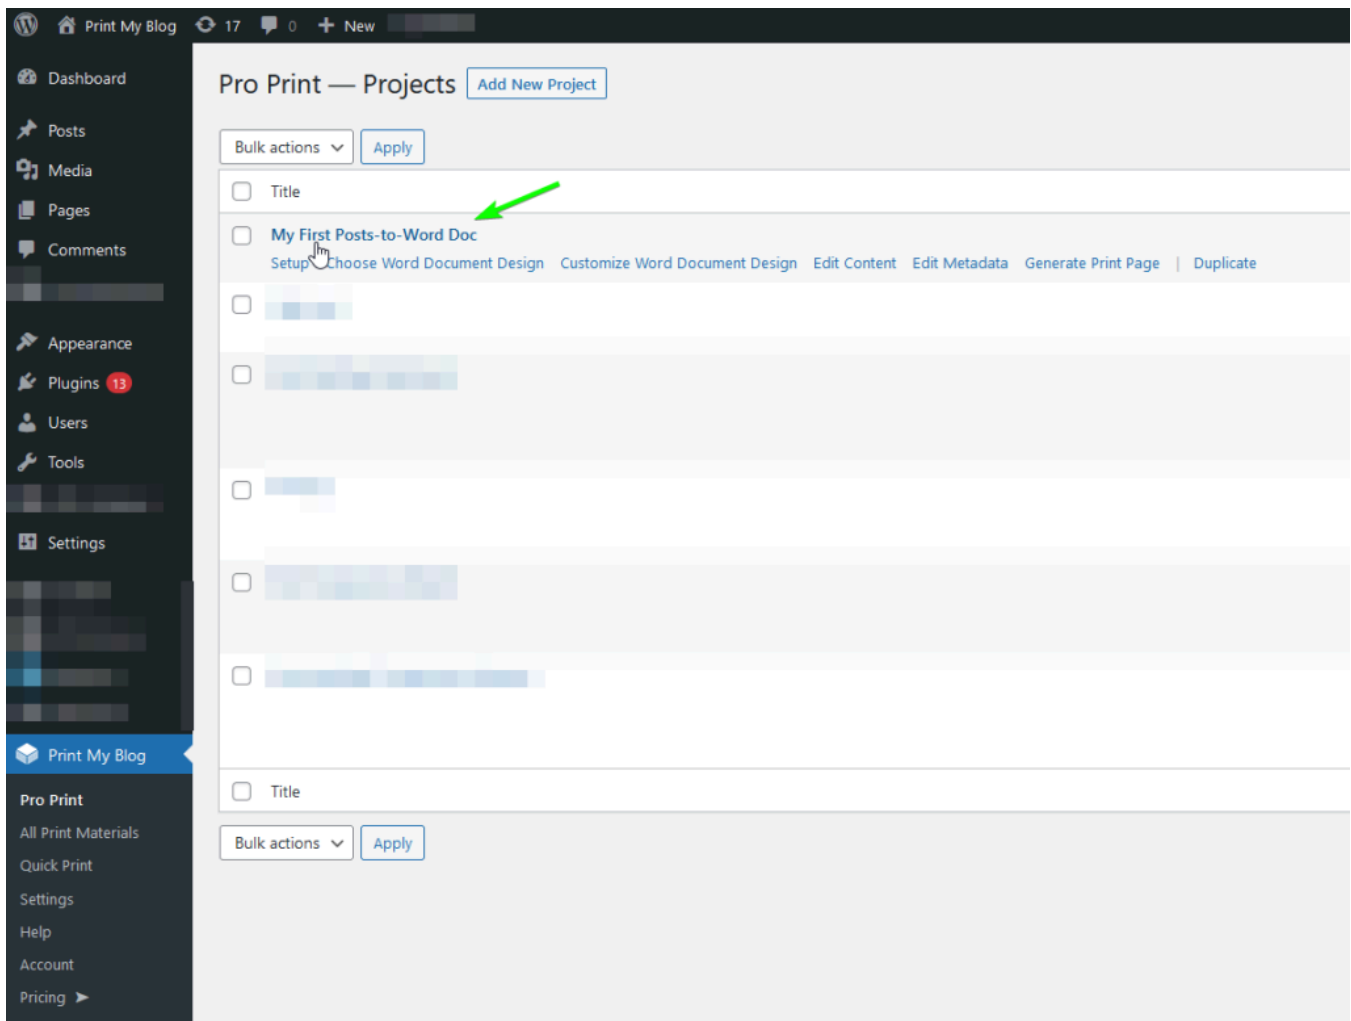 Print My Blog 17 0 New
Dashboard
Posts
Media
Pages
Comments
Appearance
Plugins 13
Users
Tools
Settings
Print My Blog
Pro Print
All Print Materials
Quick Print
Settings
Help
Account
Pricing ➤
Pro Print — Projects Add New Project
Bulk actions Apply
Title
My First Posts-to-Word Doc
Setup Choose Word Document Design Customize Word Document Design Edit Content Edit Metadata Generate Print Page | Duplicate
Title
Bulk actions Apply